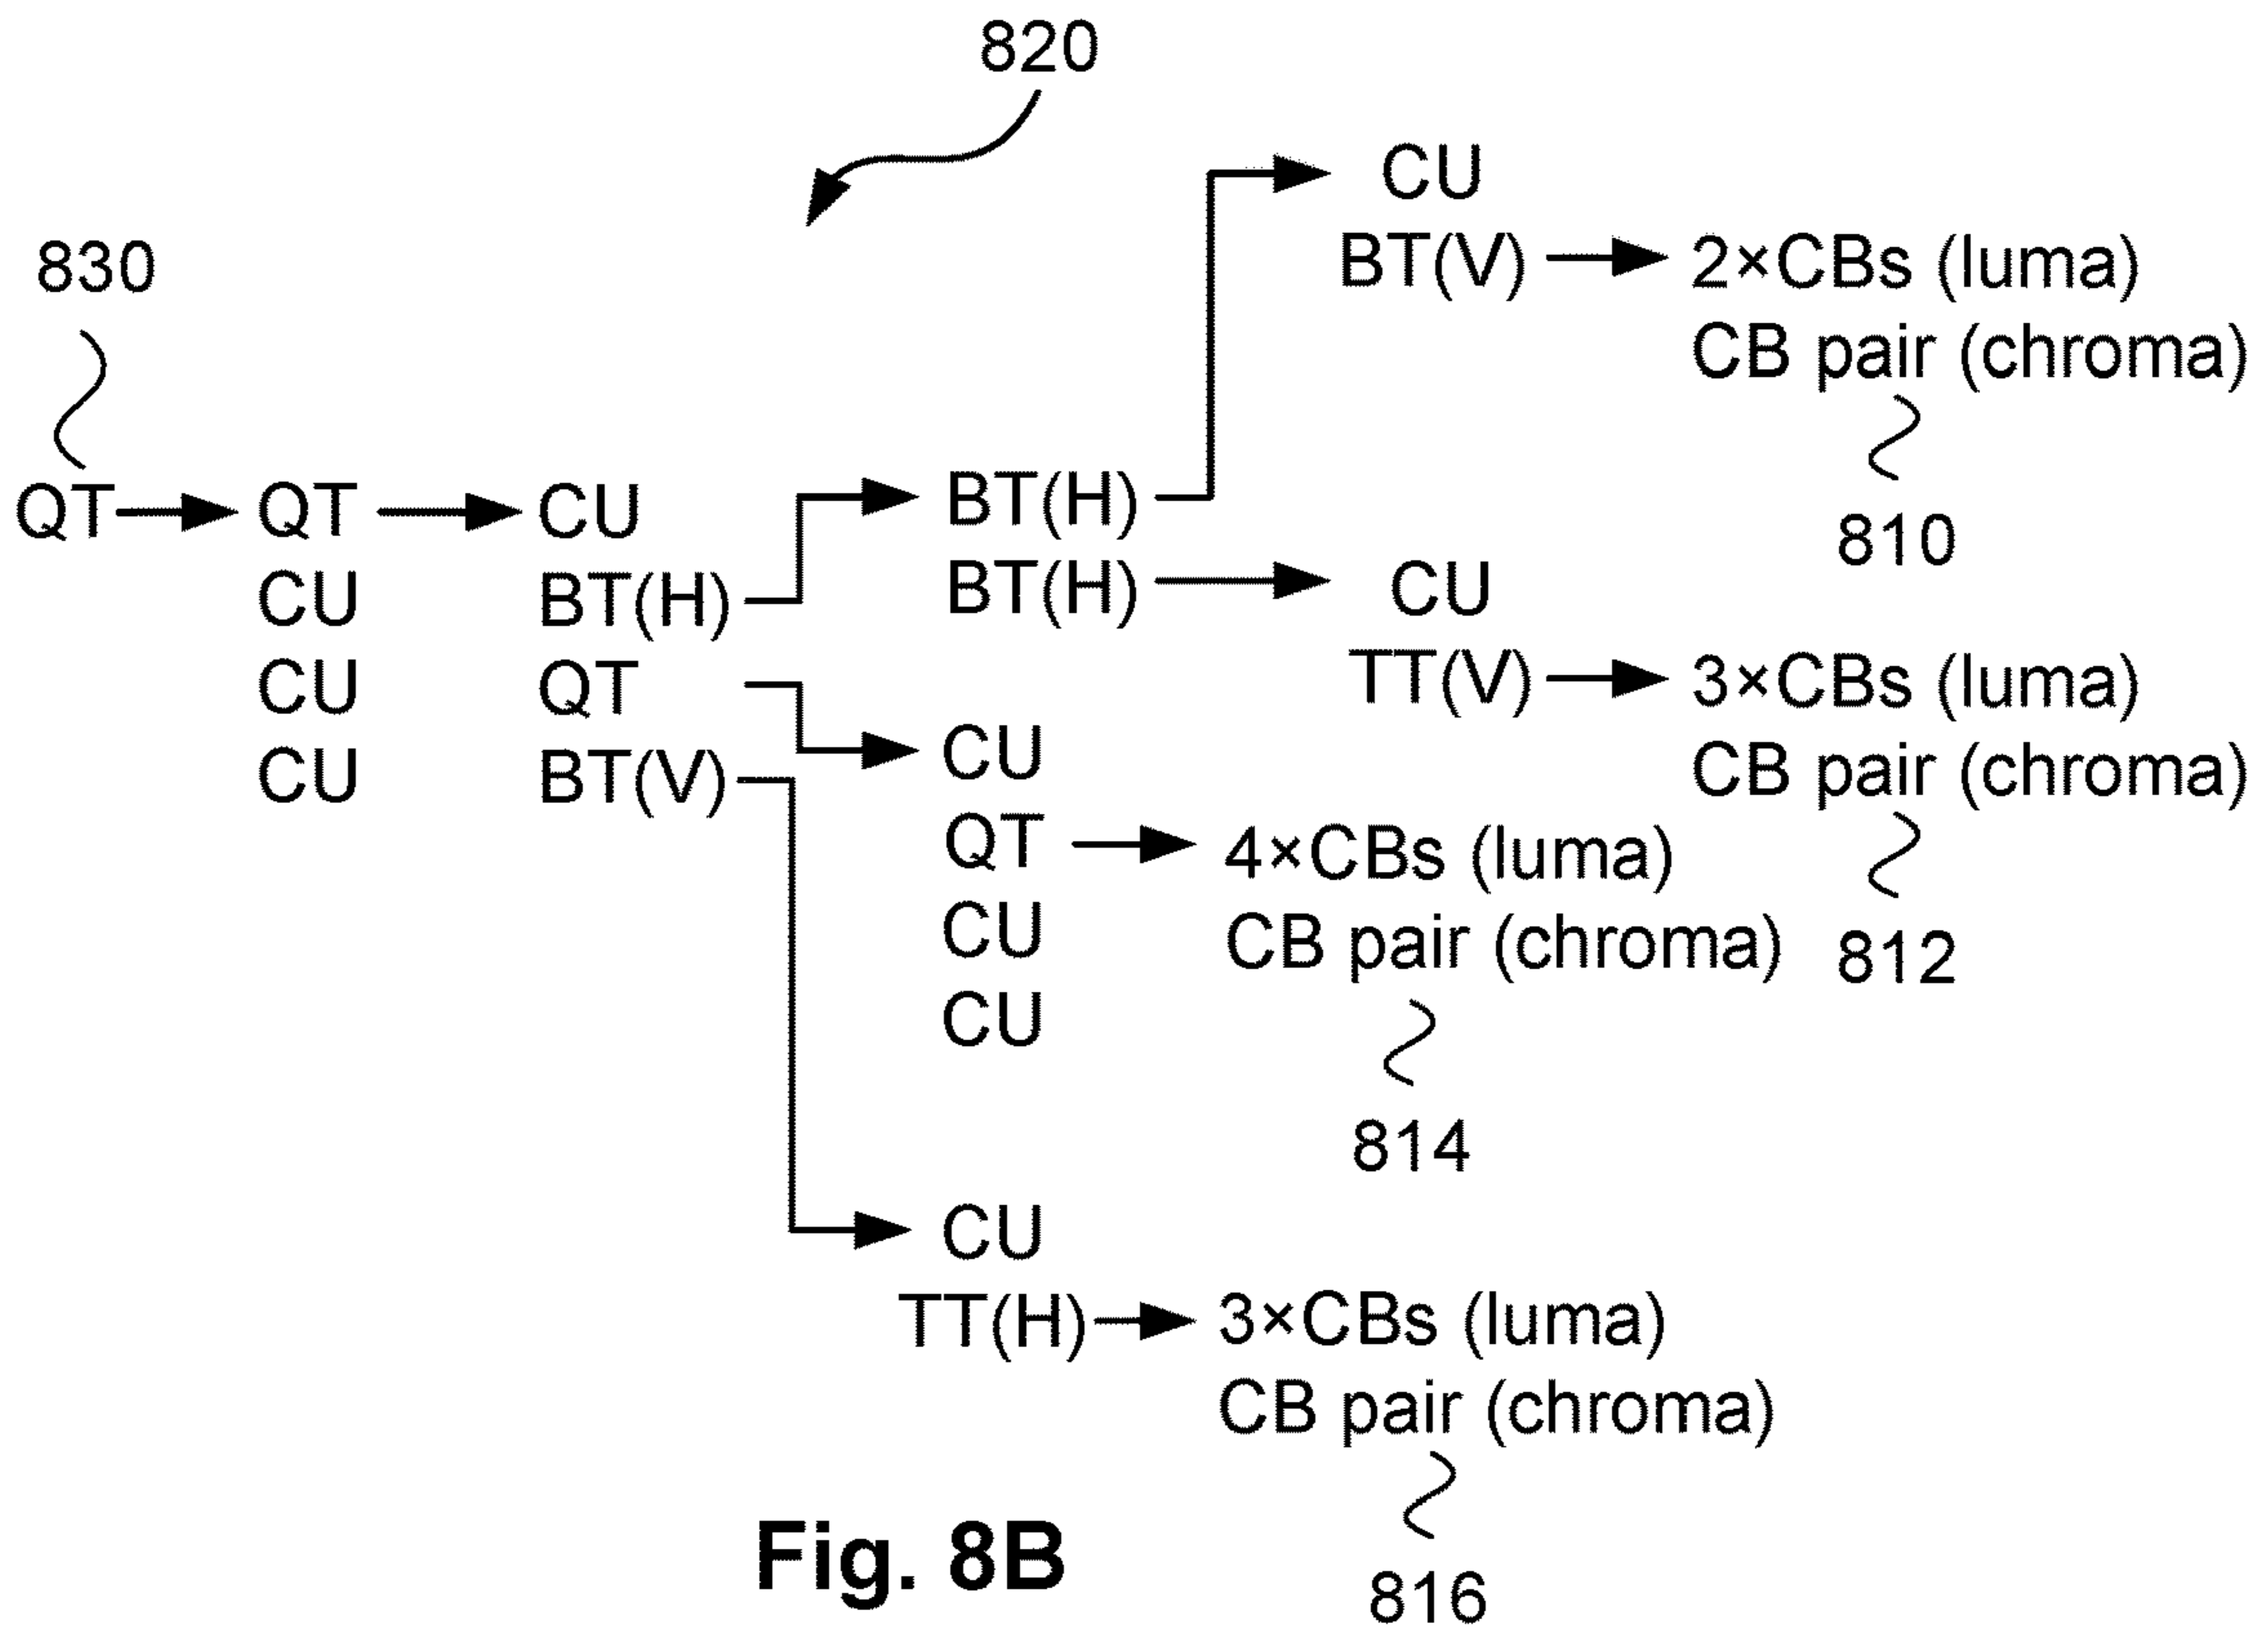 820
830
QT
QT
CU
CU
CU
CU
BT(H)
QT
BT(V)
BT(H)
BT(H)
CU
BT(V)
2×CBs (luma)
CB pair (chroma)
810
CU
TT(V)
3×CBs (luma)
CB pair (chroma)
812
CU
QT
CU
CU
4×CBs (luma)
CB pair (chroma)
814
CU
TT(H)
3×CBs (luma)
CB pair (chroma)
816
Fig. 8B